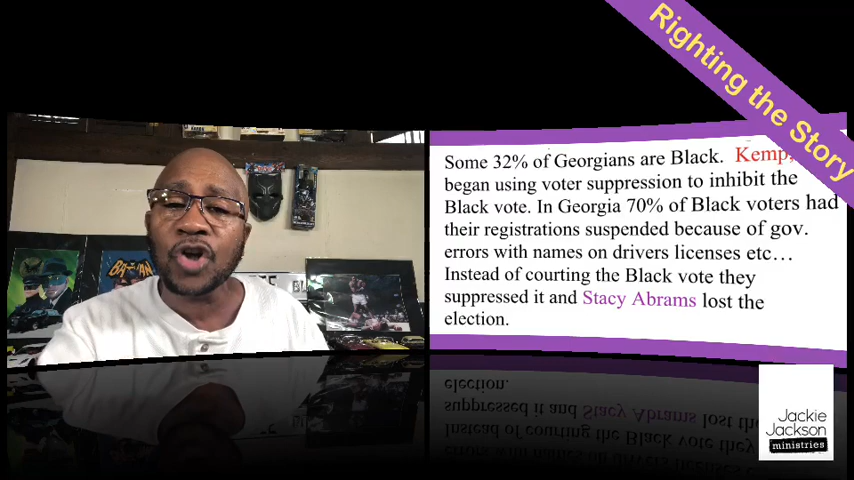 Righting the Story
Some 32% of Georgians are Black. Kemp,
began using voter suppression to inhibit the
Black vote. In Georgia 70% of Black voters had
their registrations suspended because of gov.
errors with names on drivers licenses etc…
Instead of courting the Black vote they
suppressed it and Stacy Abrams lost the
election.
BAT
Jackie
Jackson
ministries